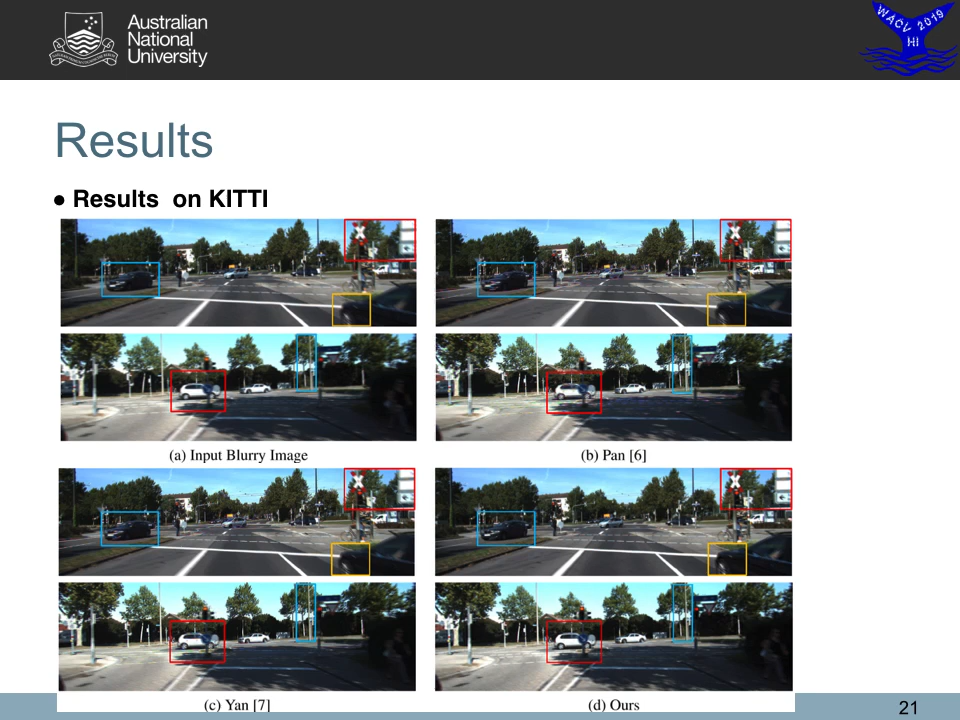 Australian
National
University
WACV 2019
HI
Results
● Results on KITTI
(a) Input Blurry Image
(b) Pan [6]
(c) Yan [7]
(d) Ours
21